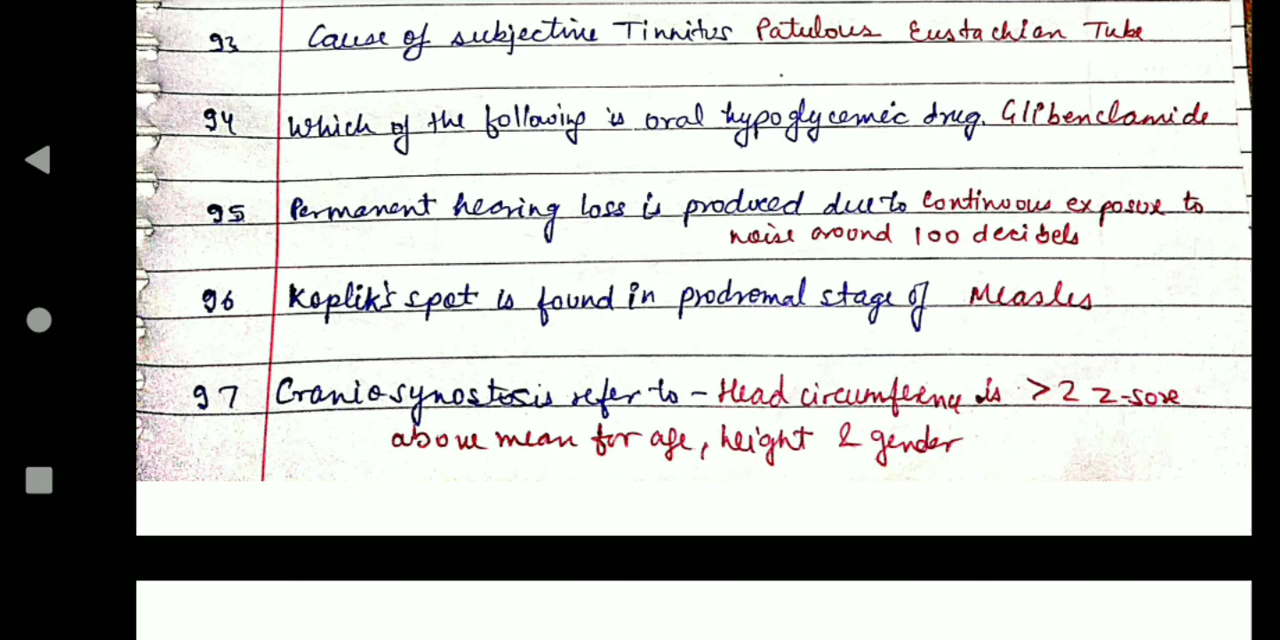 93 Cause of subjective Tinnitus Patulous Eustachian Tube
94 Which of the following is oral hypoglycemic drug. Glibenclamide
95 Permanent hearing loss is produced due to continuous exposure to
noise around 100 decibels
96 Koplik's spot is found in prodromal stage of Measles
97 Craniosynostosis refer to - Head circumference is >2 z-sore
above mean for age, height & gender